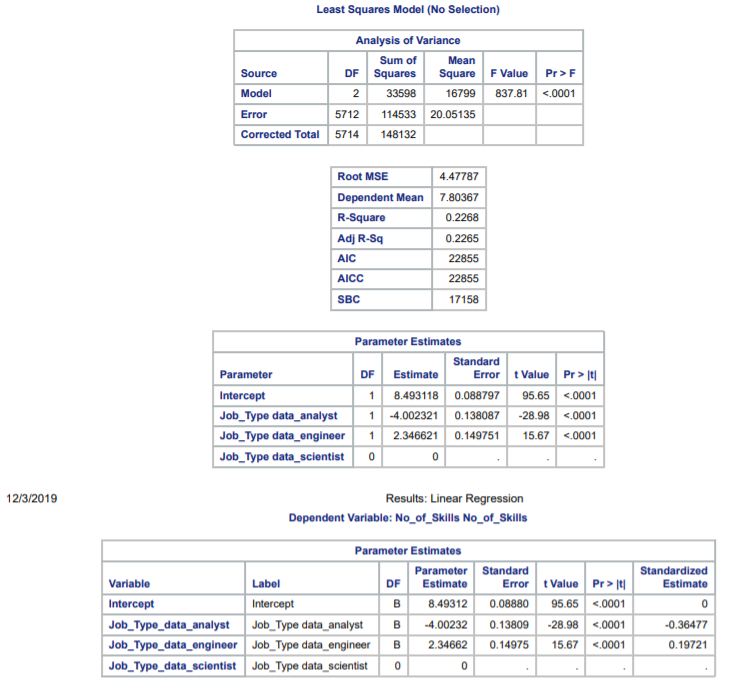 Least Squares Model (No Selection)
Analysis of Variance
Source DF Sum of Squares Mean Square F Value Pr > F
Model 2 33598 16799 837.81 <.0001
Error 5712 114533 20.05135
Corrected Total 5714 148132
Root MSE 4.47787
Dependent Mean 7.80367
R-Square 0.2268
Adj R-Sq 0.2265
AIC 22855
AICC 22855
SBC 17158
Parameter Estimates
Parameter DF Estimate Standard Error t Value Pr > |t|
Intercept 1 8.493118 0.088797 95.65 <.0001
Job_Type data_analyst 1 -4.002321 0.138087 -28.98 <.0001
Job_Type data_engineer 1 2.346621 0.149751 15.67 <.0001
Job_Type data_scientist 0 0 . . .
12/3/2019 Results: Linear Regression
Dependent Variable: No_of_Skills No_of_Skills
Parameter Estimates
Variable Label DF Parameter Estimate Standard Error t Value Pr > |t| Standardized Estimate
Intercept Intercept B 8.49312 0.08880 95.65 <.0001 0
Job_Type_data_analyst Job_Type data_analyst B -4.00232 0.13809 -28.98 <.0001 -0.36477
Job_Type_data_engineer Job_Type data_engineer B 2.34662 0.14975 15.67 <.0001 0.19721
Job_Type_data_scientist Job_Type data_scientist 0 0 . . . .